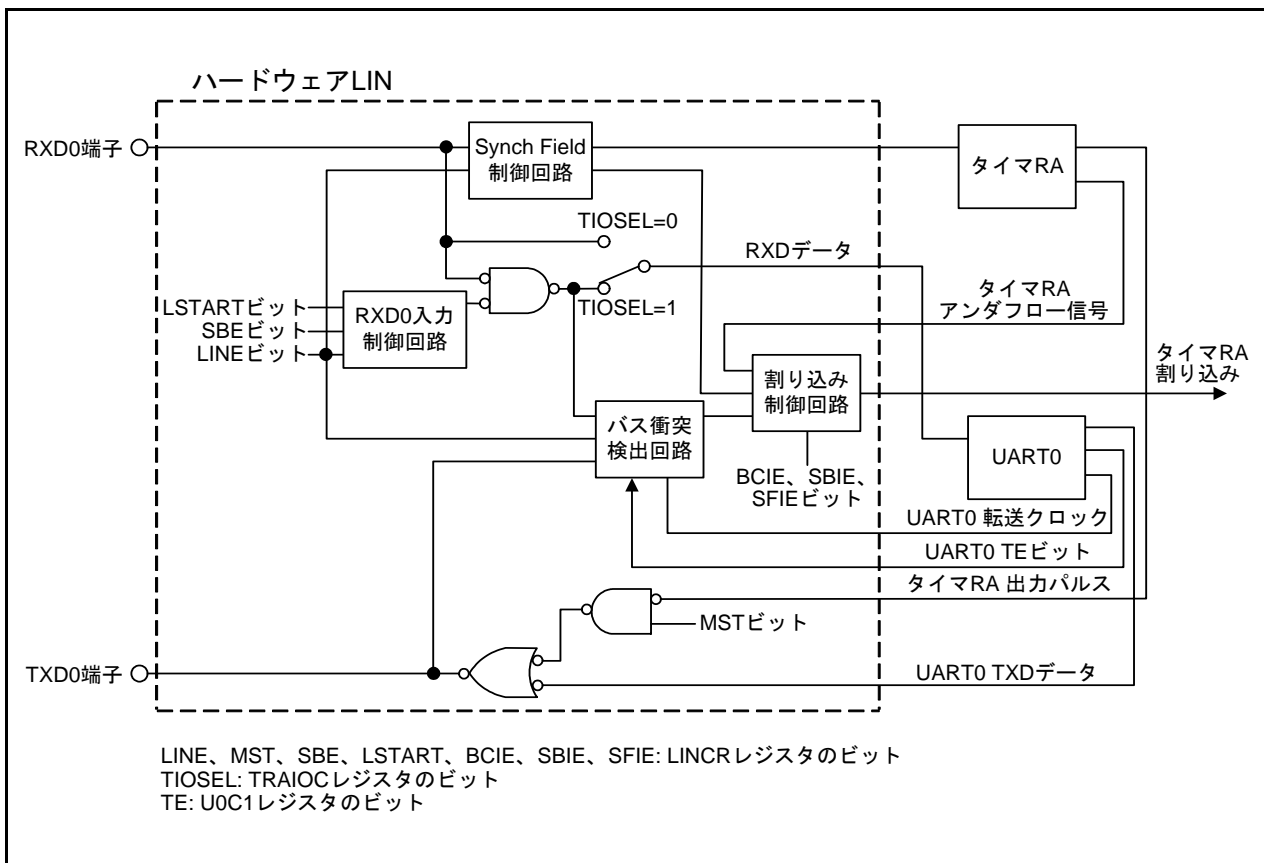 ハードウェアLIN
RXD0端子
Synch Field
制御回路
タイマRA
TIOSEL=0
RXDデータ
TIOSEL=1
LSTARTビット
SBEビット
LINEビット
RXD0入力
制御回路
タイマRA
アンダフロー信号
タイマRA
割り込み
割り込み
制御回路
バス衝突
検出回路
UART0
BCIE、SBIE、
SFIEビット
UART0 転送クロック
UART0 TEビット
タイマRA 出力パルス
MSTビット
TXD0端子
UART0 TXDデータ
LINE、MST、SBE、LSTART、BCIE、SBIE、SFIE: LINCRレジスタのビット
TIOSEL: TRAIOCレジスタのビット
TE: U0C1レジスタのビット